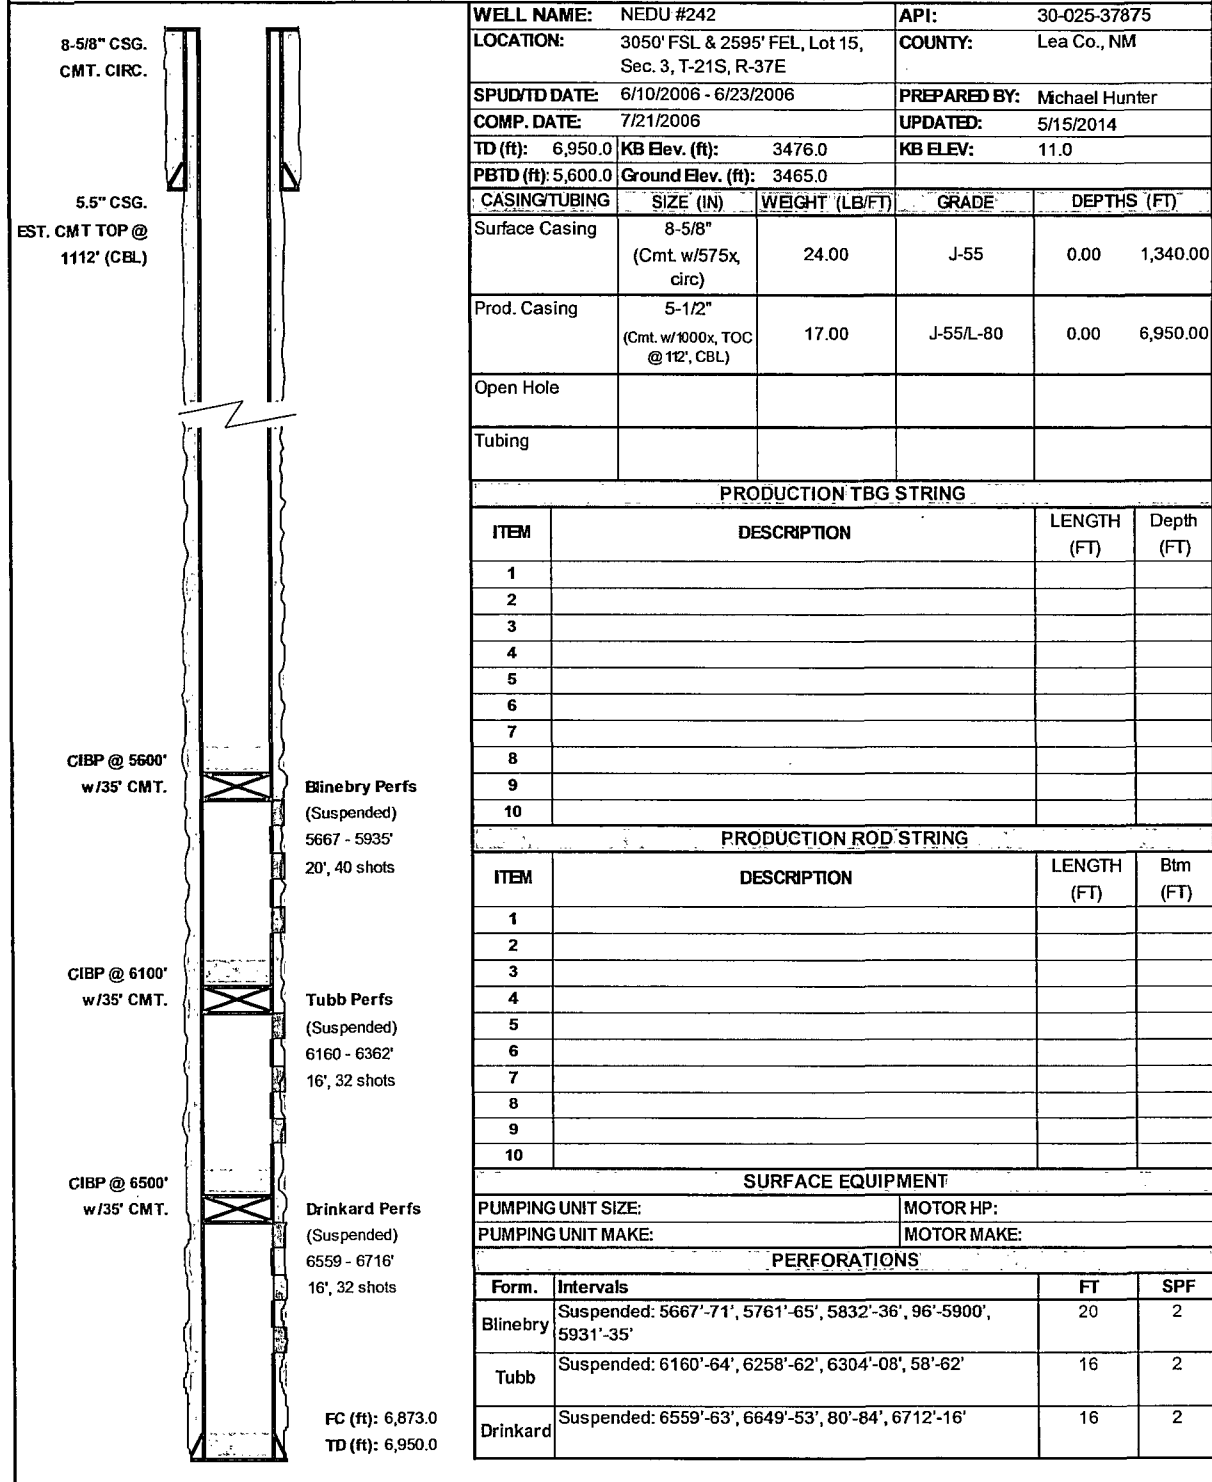 8-5/8" CSG.
CMT. CIRC.
5.5" CSG.
EST. CMT TOP @
1112' (CBL)
CIBP @ 5600'
w/35' CMT.
Blinebry Perfs
(Suspended)
5667 - 5935'
20', 40 shots
CIBP @ 6100'
w/35' CMT.
Tubb Perfs
(Suspended)
6160 - 6362'
16', 32 shots
CIBP @ 6500'
w/35' CMT.
Drinkard Perfs
(Suspended)
6559 - 6716'
16', 32 shots
FC (ft): 6,873.0
TD (ft): 6,950.0
WELL NAME: NEDU #242 API: 30-025-37875
LOCATION: 3050' FSL & 2595' FEL, Lot 15, COUNTY: Lea Co., NM
Sec. 3, T-21S, R-37E
SPUD/TD DATE: 6/10/2006 - 6/23/2006 PREPARED BY: Michael Hunter
COMP. DATE: 7/21/2006 UPDATED: 5/15/2014
TD (ft): 6,950.0 KB Elev. (ft): 3476.0 KB ELEV: 11.0
PBTD (ft): 5,600.0 Ground Elev. (ft): 3465.0
CASING/TUBING SIZE (IN) WEIGHT (LB/FT) GRADE DEPTHS (FT)
Surface Casing 8-5/8"
(Cmt. w/575x, 24.00 J-55 0.00 1,340.00
circ)
Prod. Casing 5-1/2"
(Cmt. w/1000x, TOC 17.00 J-55/L-80 0.00 6,950.00
@ 112', CBL)
Open Hole
Tubing
PRODUCTION TBG STRING
ITEM DESCRIPTION LENGTH (FT) Depth (FT)
1
2
3
4
5
6
7
8
9
10
PRODUCTION ROD STRING
ITEM DESCRIPTION LENGTH (FT) Btm (FT)
1
2
3
4
5
6
7
8
9
10
SURFACE EQUIPMENT
PUMPING UNIT SIZE: MOTOR HP:
PUMPING UNIT MAKE: MOTOR MAKE:
PERFORATIONS
Form. Intervals FT SPF
Blinebry Suspended: 5667'-71', 5761'-65', 5832'-36', 96'-5900', 20 2
5931'-35'
Tubb Suspended: 6160'-64', 6258'-62', 6304'-08', 58'-62' 16 2
Drinkard Suspended: 6559'-63', 6649'-53', 80'-84', 6712'-16' 16 2